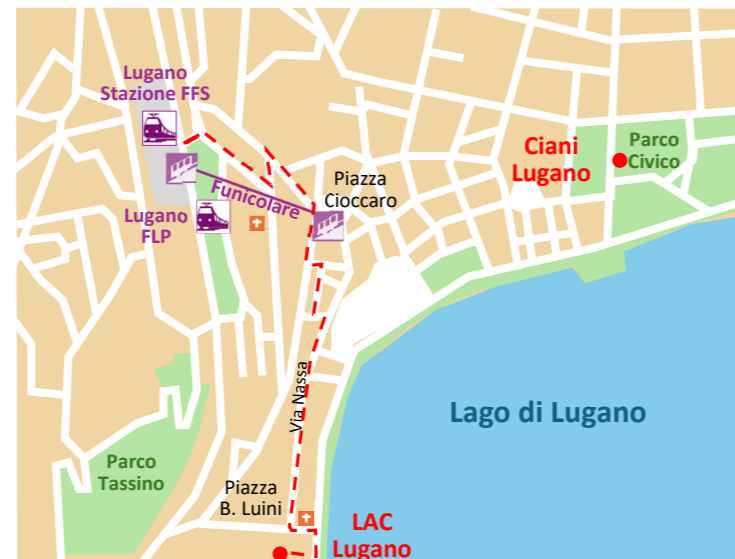 Lugano
Stazione FFS
Ciani
Lugano
Parco
Civico
Piazza
Cioccaro
Funicolare
Lugano
FLP
Via Nassa
Lago di Lugano
Parco
Tassino
Piazza
B. Luini
LAC
Lugano